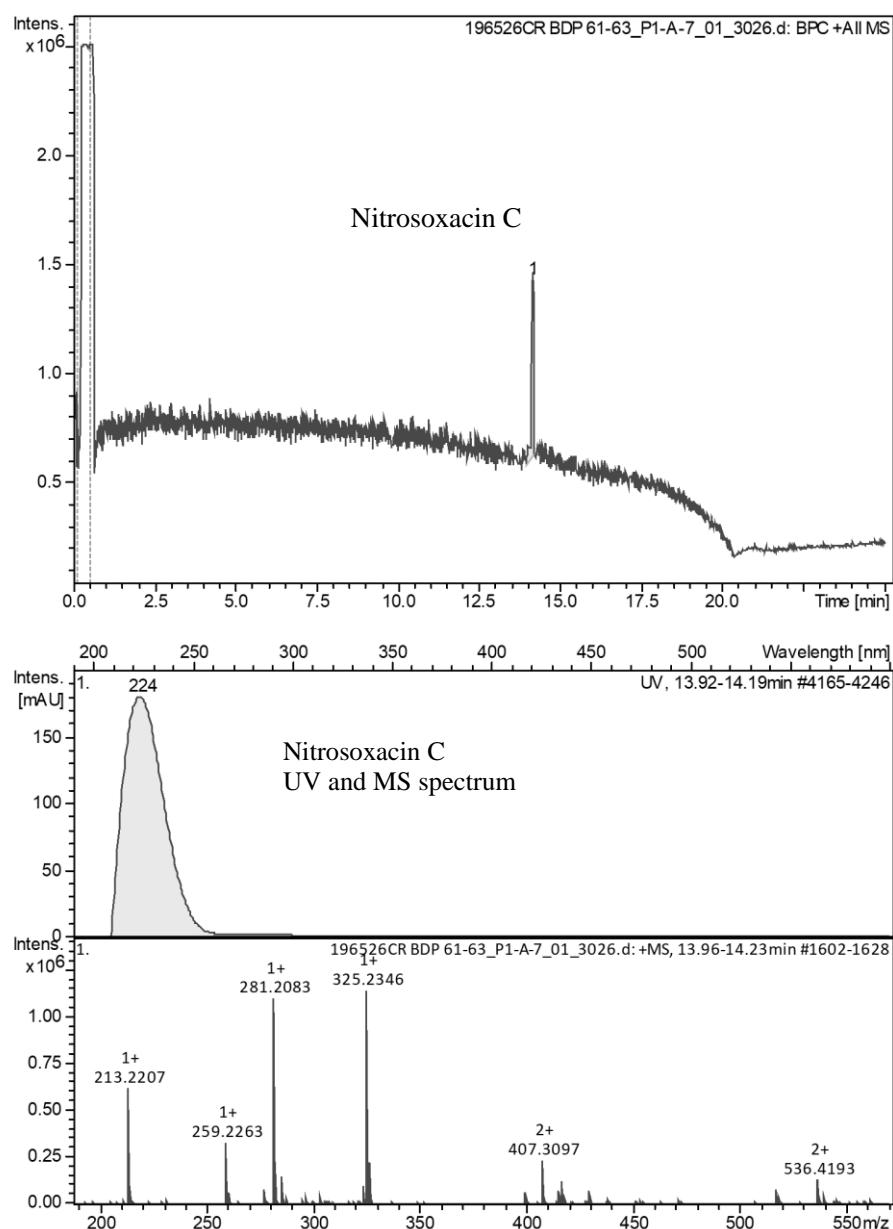 Intens.
x10⁶
196526CR BDP 61-63_P1-A-7_01_3026.d: BPC +All MS
2.0
Nitrosoxacin C
1.5
1
1.0
0.5
0.0 2.5 5.0 7.5 10.0 12.5 15.0 17.5 20.0 Time [min]
200 250 300 350 400 450 500 Wavelength [nm]
Intens.
[mAU]
1. 224 UV, 13.92-14.19min #4165-4246
150
Nitrosoxacin C
UV and MS spectrum
100
50
0
Intens.
x10⁶
1. 196526CR BDP 61-63_P1-A-7_01_3026.d: +MS, 13.96-14.23min #1602-1628
1+
281.2083
1+
325.2346
1.00
0.75
1+
213.2207
0.50
1+
259.2263
0.25
2+
407.3097
2+
536.4193
0.00
200 250 300 350 400 450 500 550 m/z